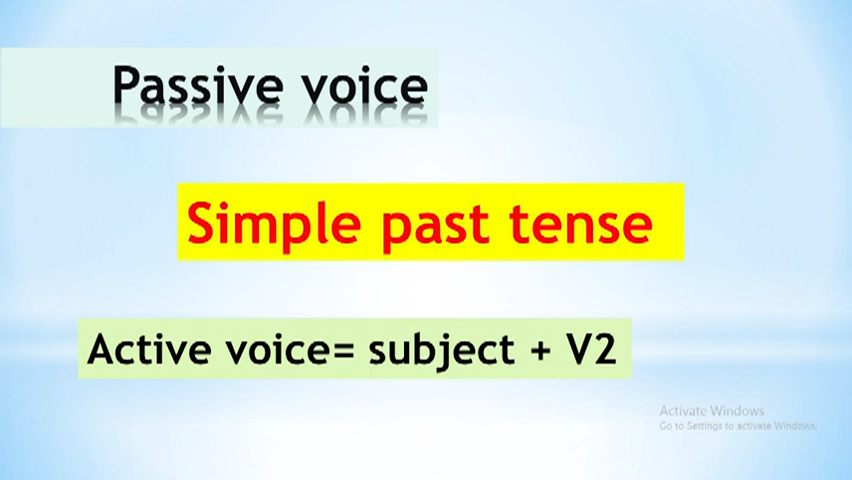 Passive voice
Simple past tense
Active voice= subject + V2
Activate Windows
Go to Settings to activate Windows.